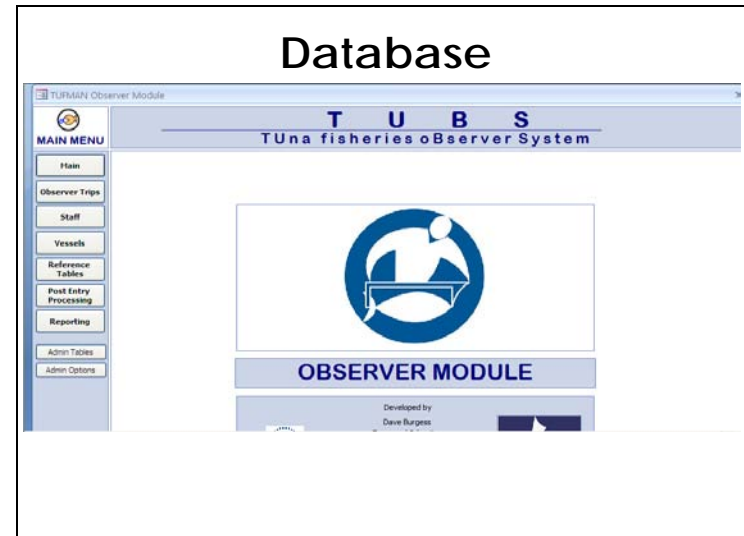 Database
TUFMAN Observer Module
MAIN MENU
T U B S
TUna fisheries oBserver System
Main
Observer Trips
Staff
Vessels
Reference
Tables
Post Entry
Processing
Reporting
Admin Tables
Admin Options
OBSERVER MODULE
Developed by
Dave Burgess